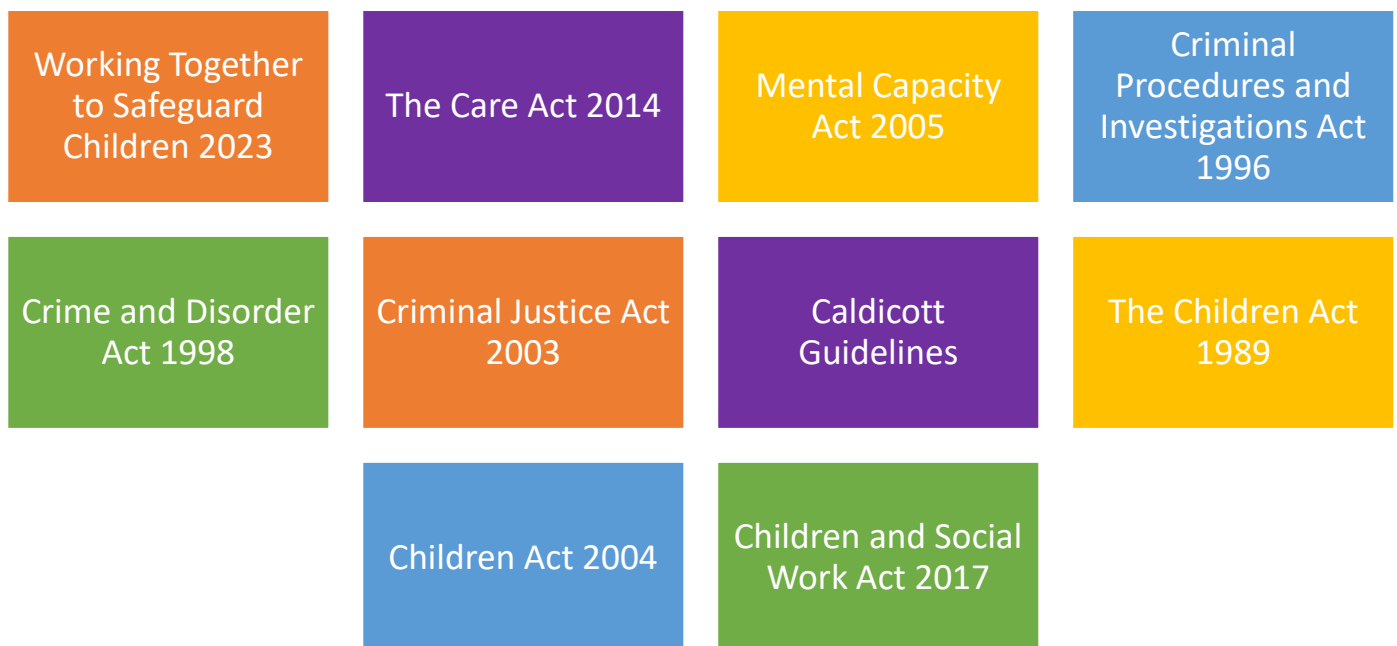 Working Together
to Safeguard
Children 2023
The Care Act 2014
Mental Capacity
Act 2005
Criminal
Procedures and
Investigations Act
1996
Crime and Disorder
Act 1998
Criminal Justice Act
2003
Caldicott
Guidelines
The Children Act
1989
Children Act 2004
Children and Social
Work Act 2017